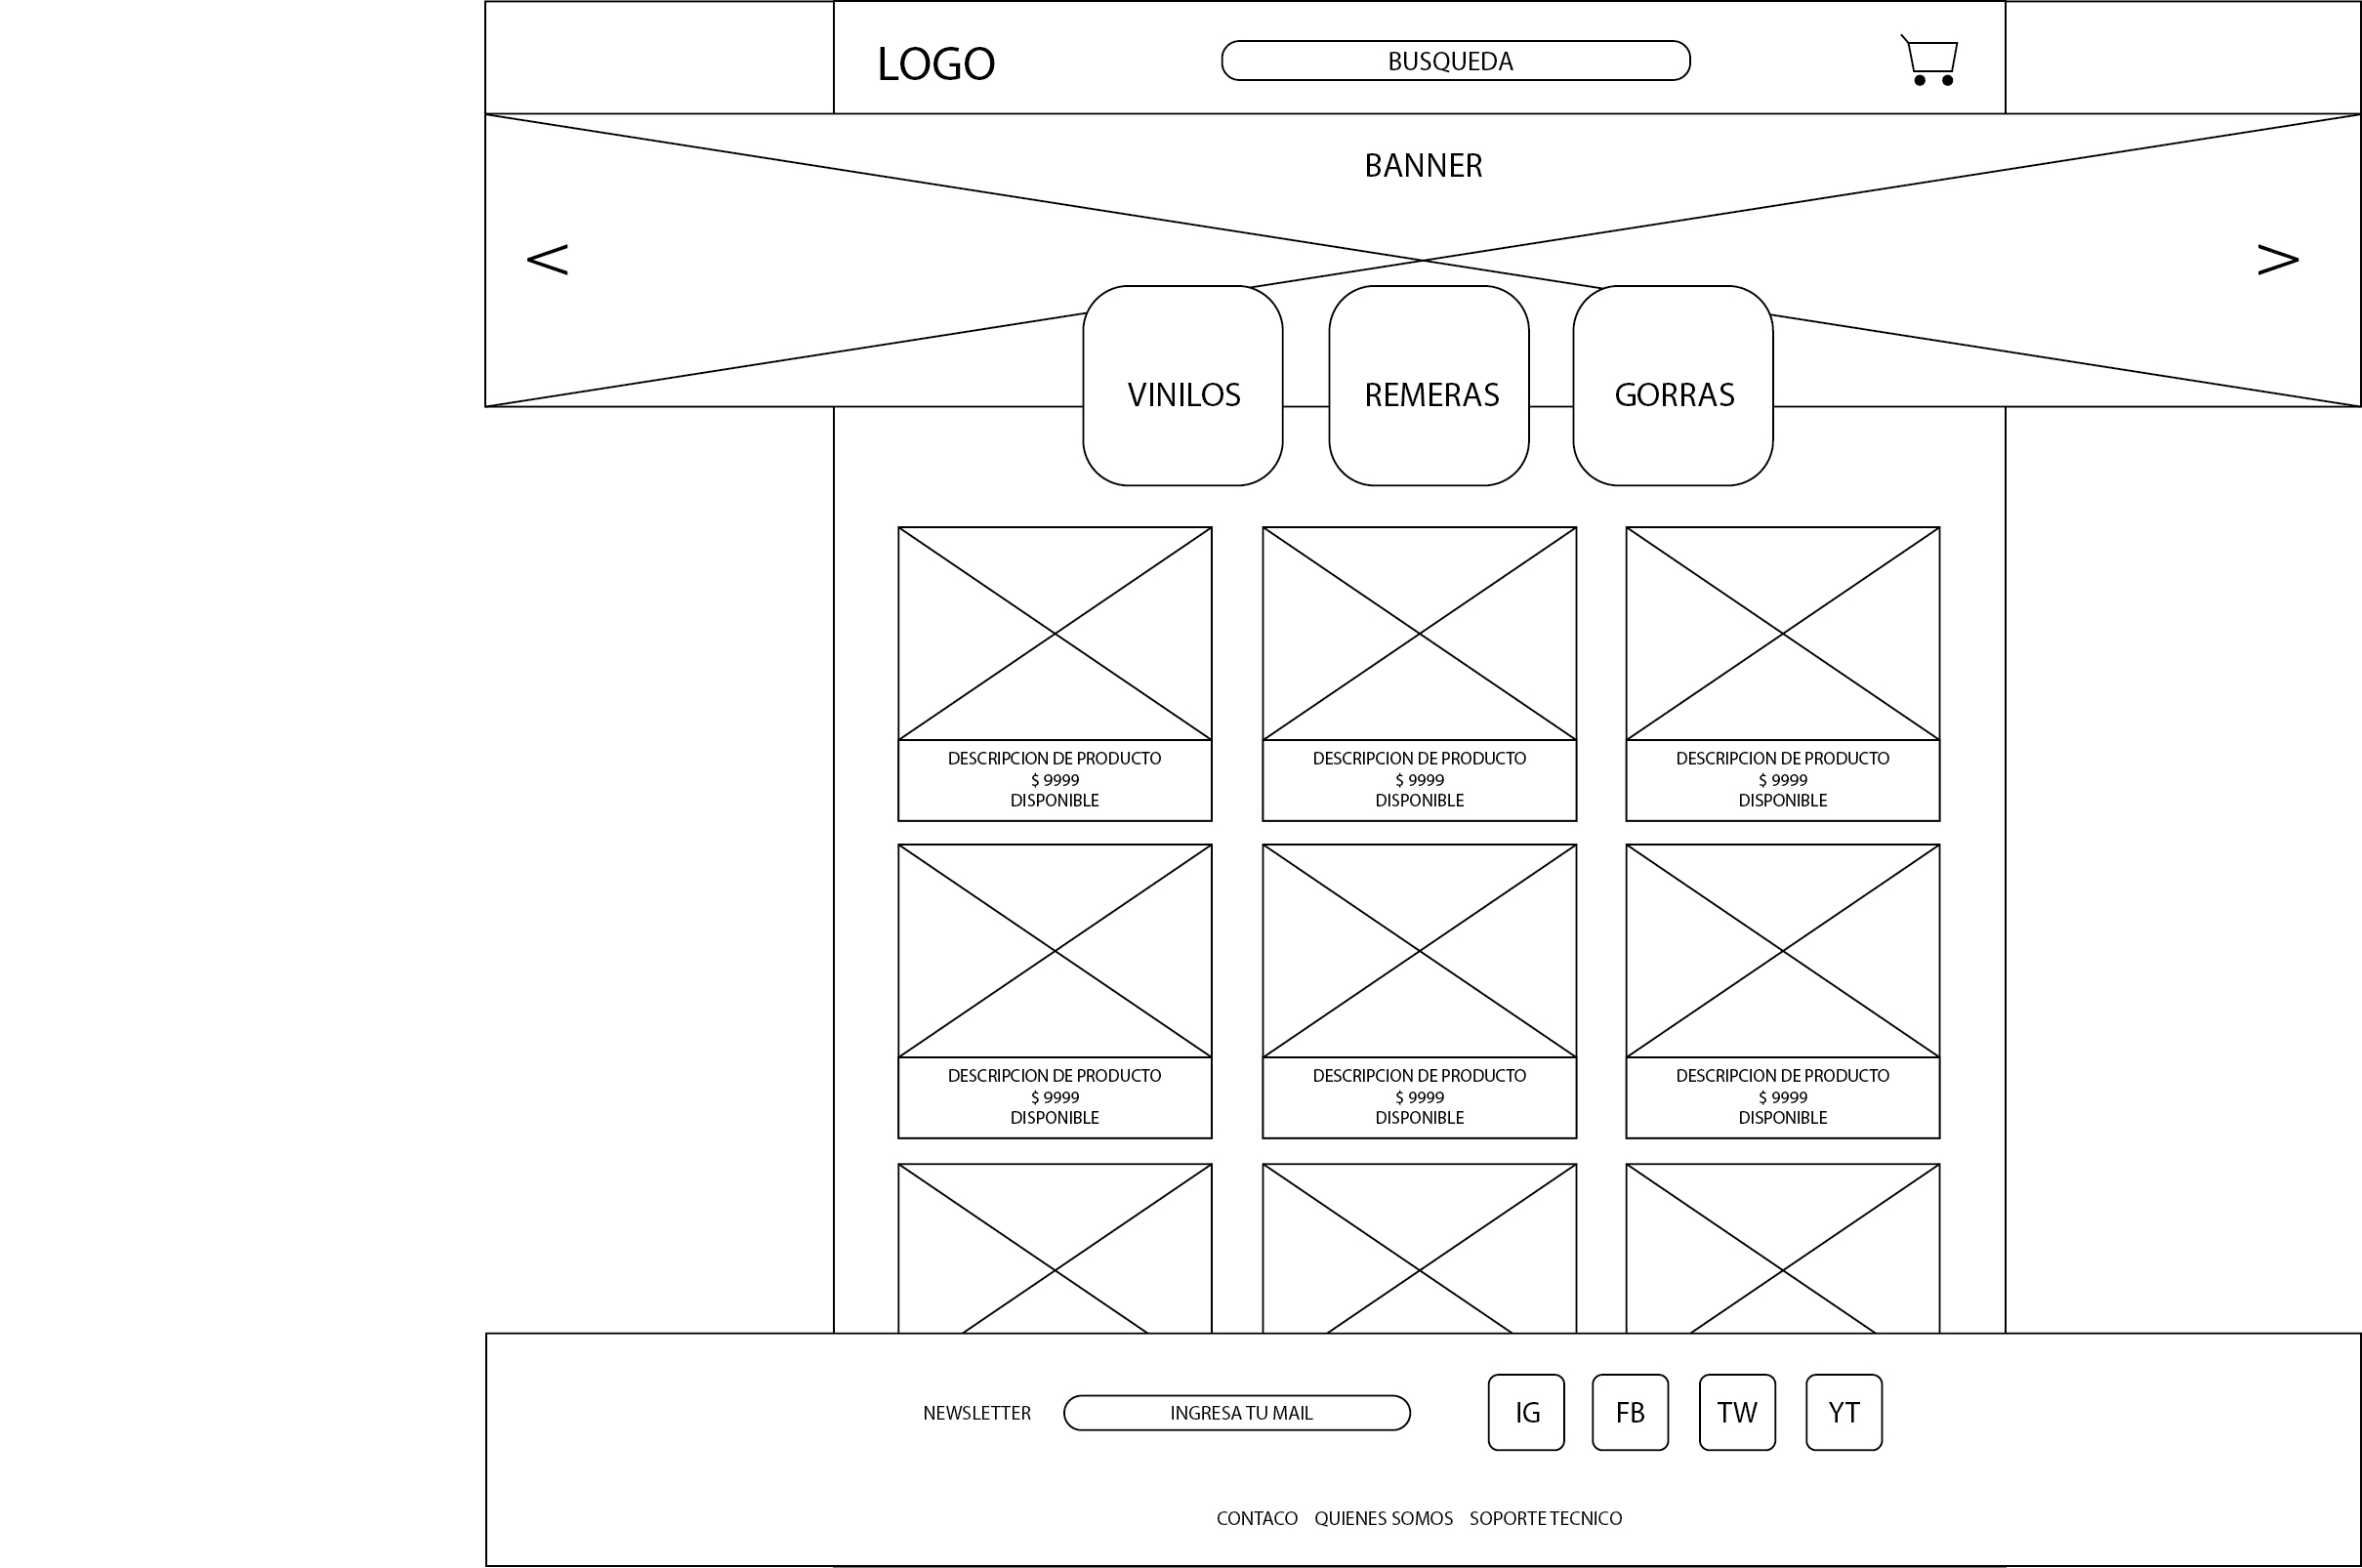 LOGO
BUSQUEDA
BANNER
<
>
VINILOS
REMERAS
GORRAS
DESCRIPCION DE PRODUCTO
$ 9999
DISPONIBLE
DESCRIPCION DE PRODUCTO
$ 9999
DISPONIBLE
DESCRIPCION DE PRODUCTO
$ 9999
DISPONIBLE
DESCRIPCION DE PRODUCTO
$ 9999
DISPONIBLE
DESCRIPCION DE PRODUCTO
$ 9999
DISPONIBLE
DESCRIPCION DE PRODUCTO
$ 9999
DISPONIBLE
NEWSLETTER
INGRESA TU MAIL
IG
FB
TW
YT
CONTACO QUIENES SOMOS SOPORTE TECNICO